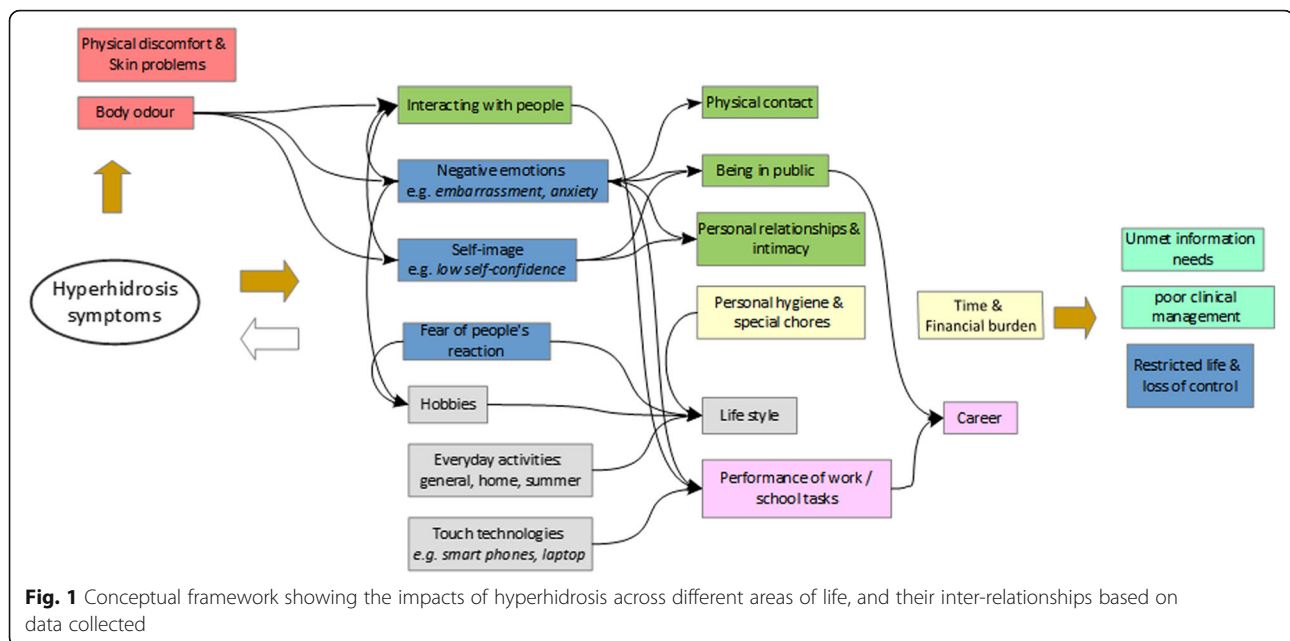 Physical discomfort &
Skin problems
Body odour
Hyperhidrosis
symptoms
Interacting with people
Negative emotions
e.g. embarrassment, anxiety
Self-image
e.g. low self-confidence
Fear of people's
reaction
Hobbies
Everyday activities:
general, home, summer
Touch technologies
e.g. smart phones, laptop
Physical contact
Being in public
Personal relationships &
intimacy
Personal hygiene &
special chores
Life style
Performance of work /
school tasks
Time &
Financial burden
Career
Unmet information
needs
poor clinical
management
Restricted life &
loss of control
Fig. 1 Conceptual framework showing the impacts of hyperhidrosis across different areas of life, and their inter-relationships based on
data collected